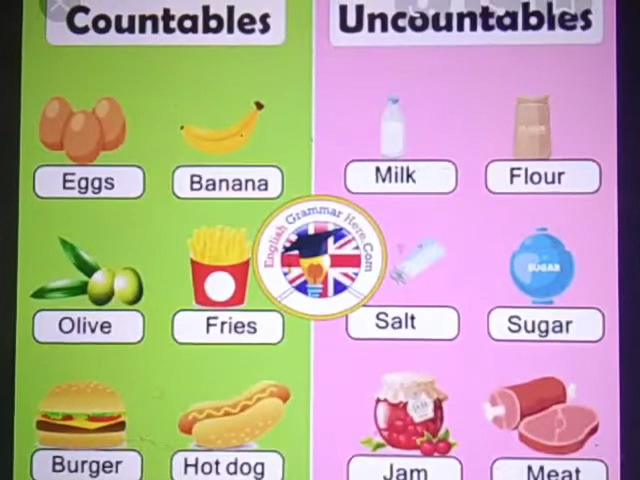 Countables
Uncountables
Eggs
Banana
Milk
Flour
English Grammar Here.Com
Olive
Fries
Salt
SUGAR
Sugar
Burger
Hot dog
Jam
Meat